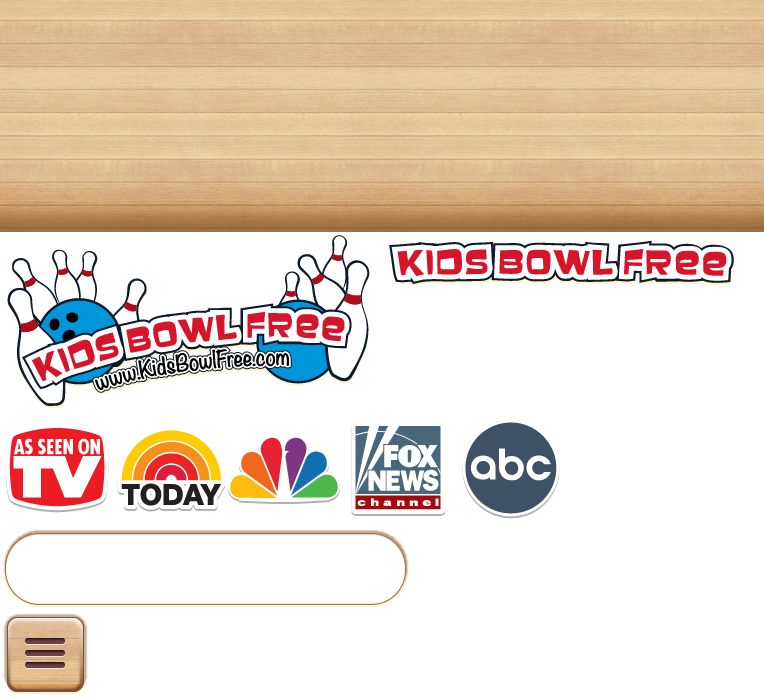 KIDS BOWL FREE
www.KidsBowlFree.com
KIDS BOWL FREE
AS SEEN ON
TV
TODAY
FOX
NEWS
channel
abc